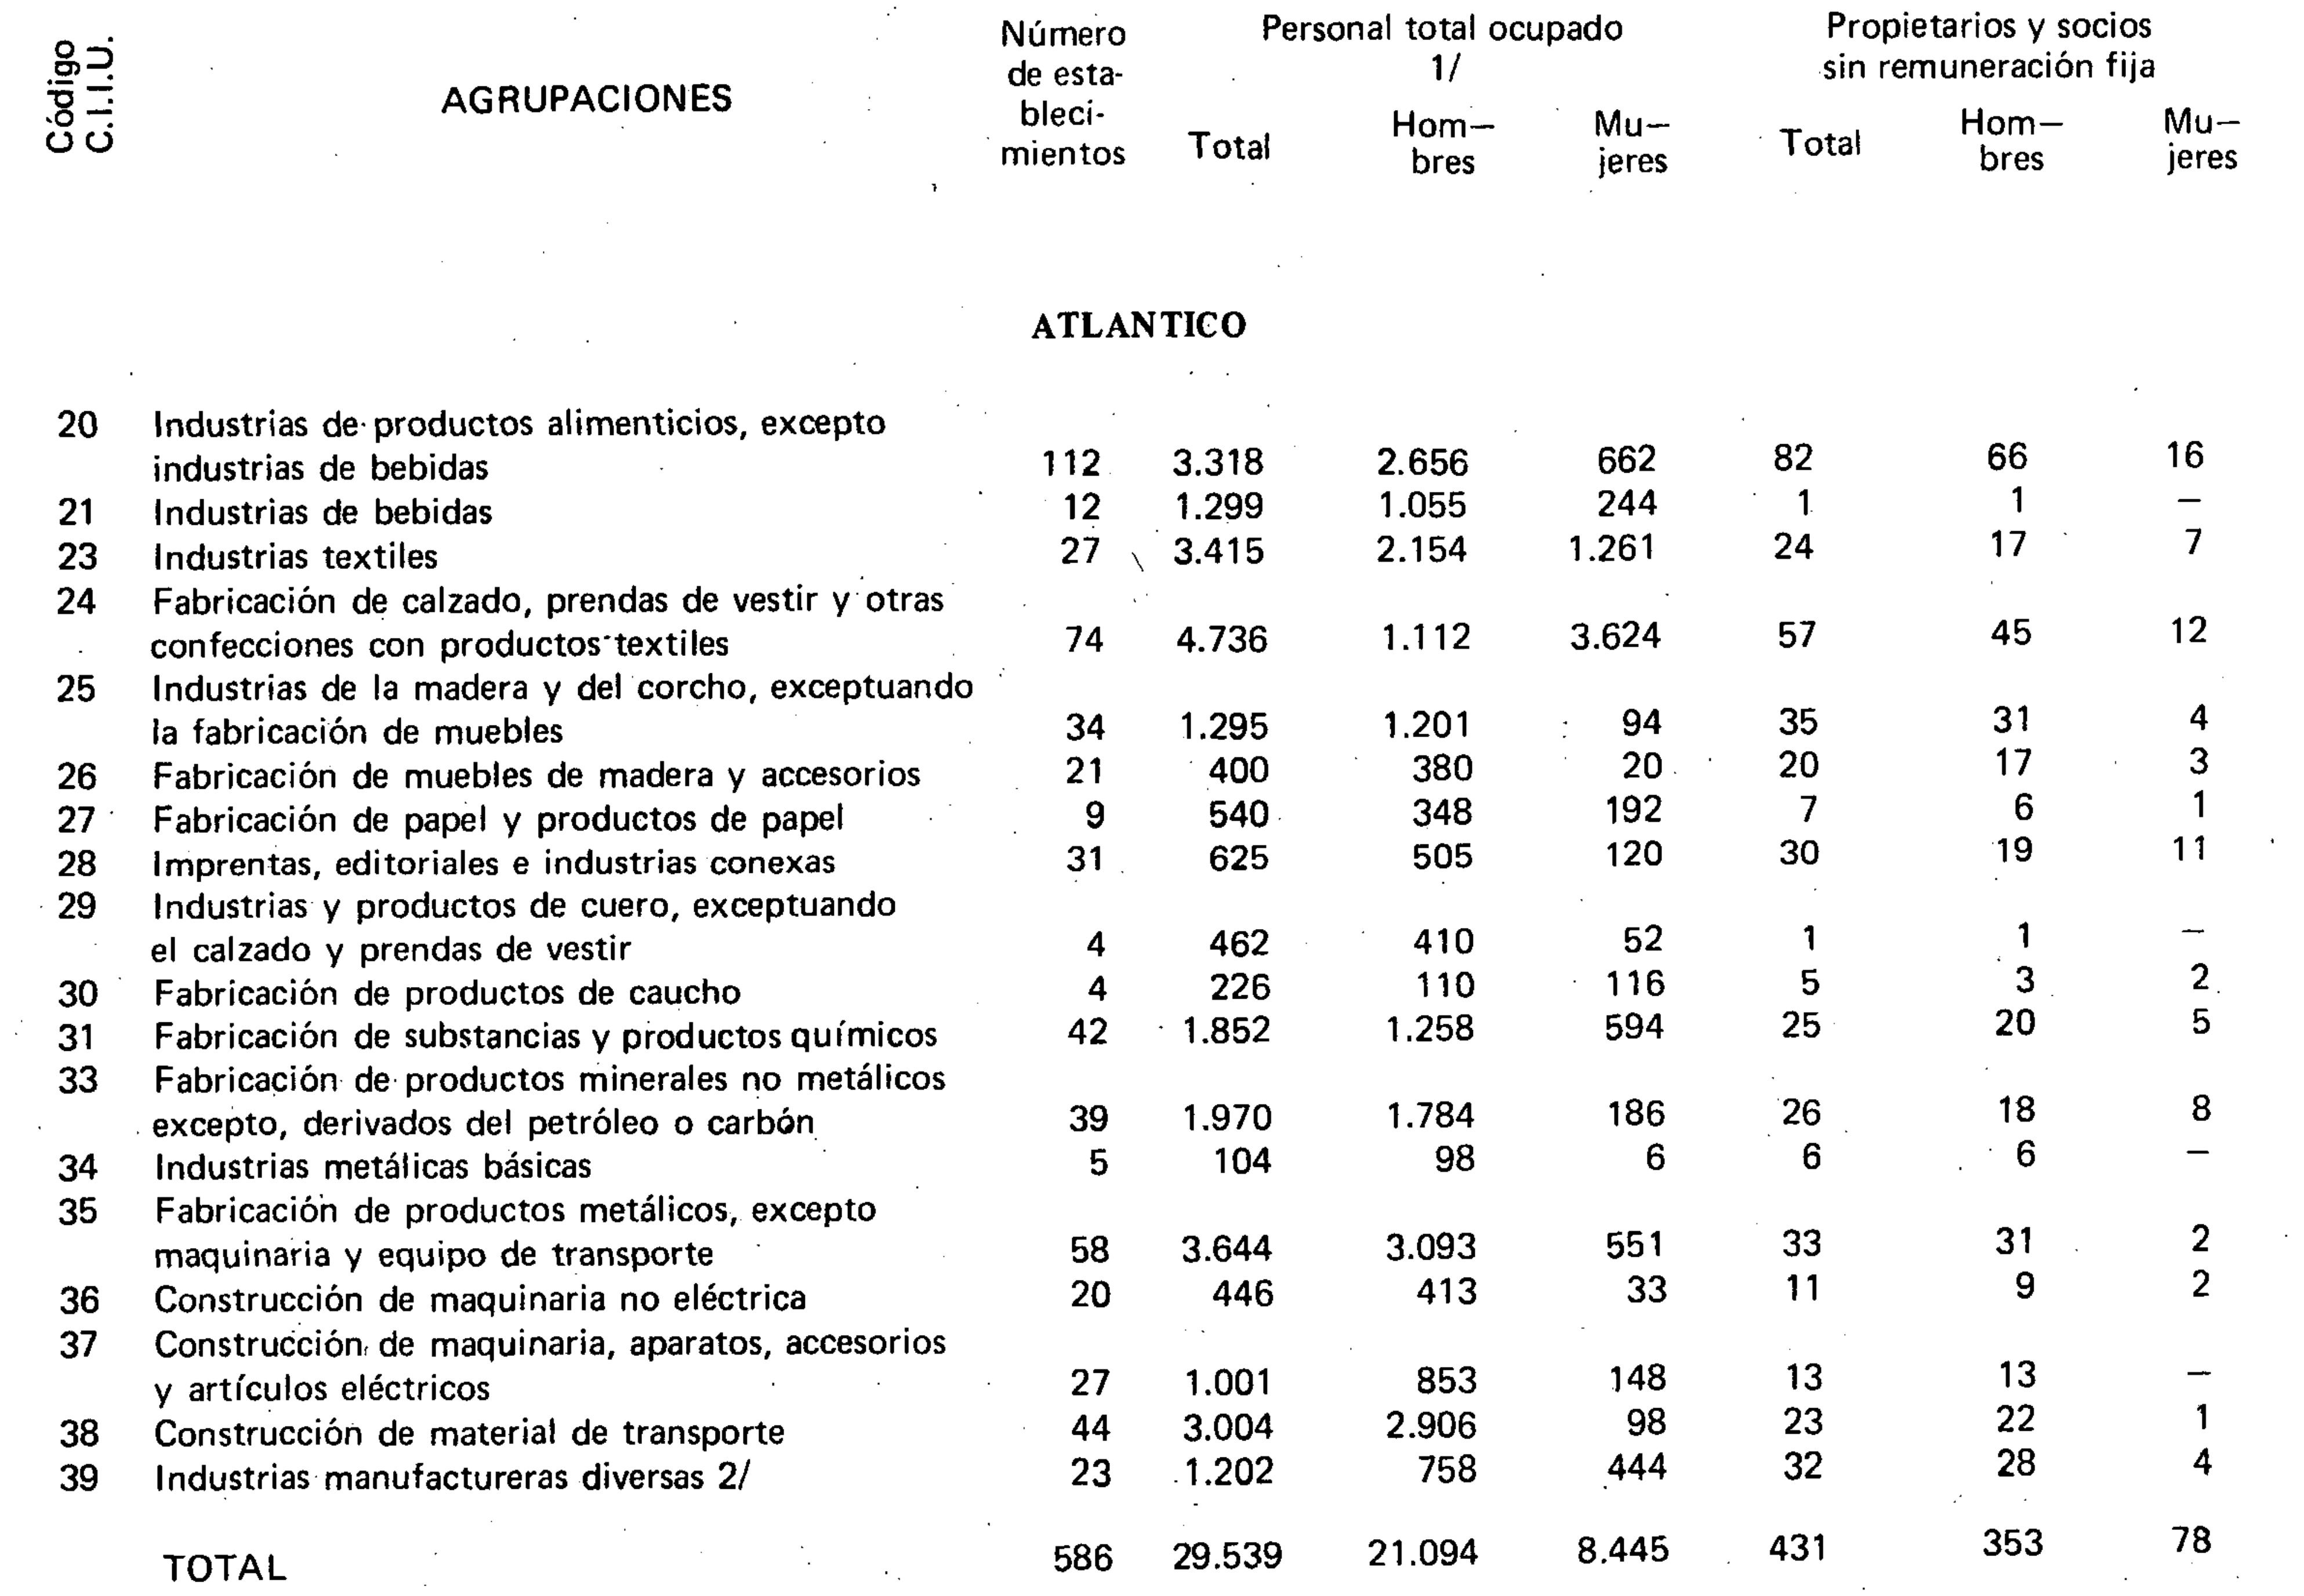 Código
C.I.I.U.
AGRUPACIONES
Número
de esta-
bleci-
mientos
Personal total ocupado
1/
Total
Hom—
bres
Mu—
jeres
Propietarios y socios
sin remuneración fija
Total
Hom—
bres
Mu—
jeres
ATLANTICO
20 Industrias de productos alimenticios, excepto
industrias de bebidas 112 3.318 2.656 662 82 66 16
21 Industrias de bebidas 12 1.299 1.055 244 1 1 —
23 Industrias textiles 27 3.415 2.154 1.261 24 17 7
24 Fabricación de calzado, prendas de vestir y otras
confecciones con productos textiles 74 4.736 1.112 3.624 57 45 12
25 Industrias de la madera y del corcho, exceptuando
la fabricación de muebles 34 1.295 1.201 94 35 31 4
26 Fabricación de muebles de madera y accesorios 21 400 380 20 20 17 3
27 Fabricación de papel y productos de papel 9 540 348 192 7 6 1
28 Imprentas, editoriales e industrias conexas 31 625 505 120 30 19 11
29 Industrias y productos de cuero, exceptuando
el calzado y prendas de vestir 4 462 410 52 1 1 —
30 Fabricación de productos de caucho 4 226 110 116 5 3 2
31 Fabricación de substancias y productos químicos 42 1.852 1.258 594 25 20 5
33 Fabricación de productos minerales no metálicos
excepto, derivados del petróleo o carbón 39 1.970 1.784 186 26 18 8
34 Industrias metálicas básicas 5 104 98 6 6 6 —
35 Fabricación de productos metálicos, excepto
maquinaria y equipo de transporte 58 3.644 3.093 551 33 31 2
36 Construcción de maquinaria no eléctrica 20 446 413 33 11 9 2
37 Construcción de maquinaria, aparatos, accesorios
y artículos eléctricos 27 1.001 853 148 13 13 —
38 Construcción de material de transporte 44 3.004 2.906 98 23 22 1
39 Industrias manufactureras diversas 2/ 23 1.202 758 444 32 28 4
TOTAL 586 29.539 21.094 8.445 431 353 78